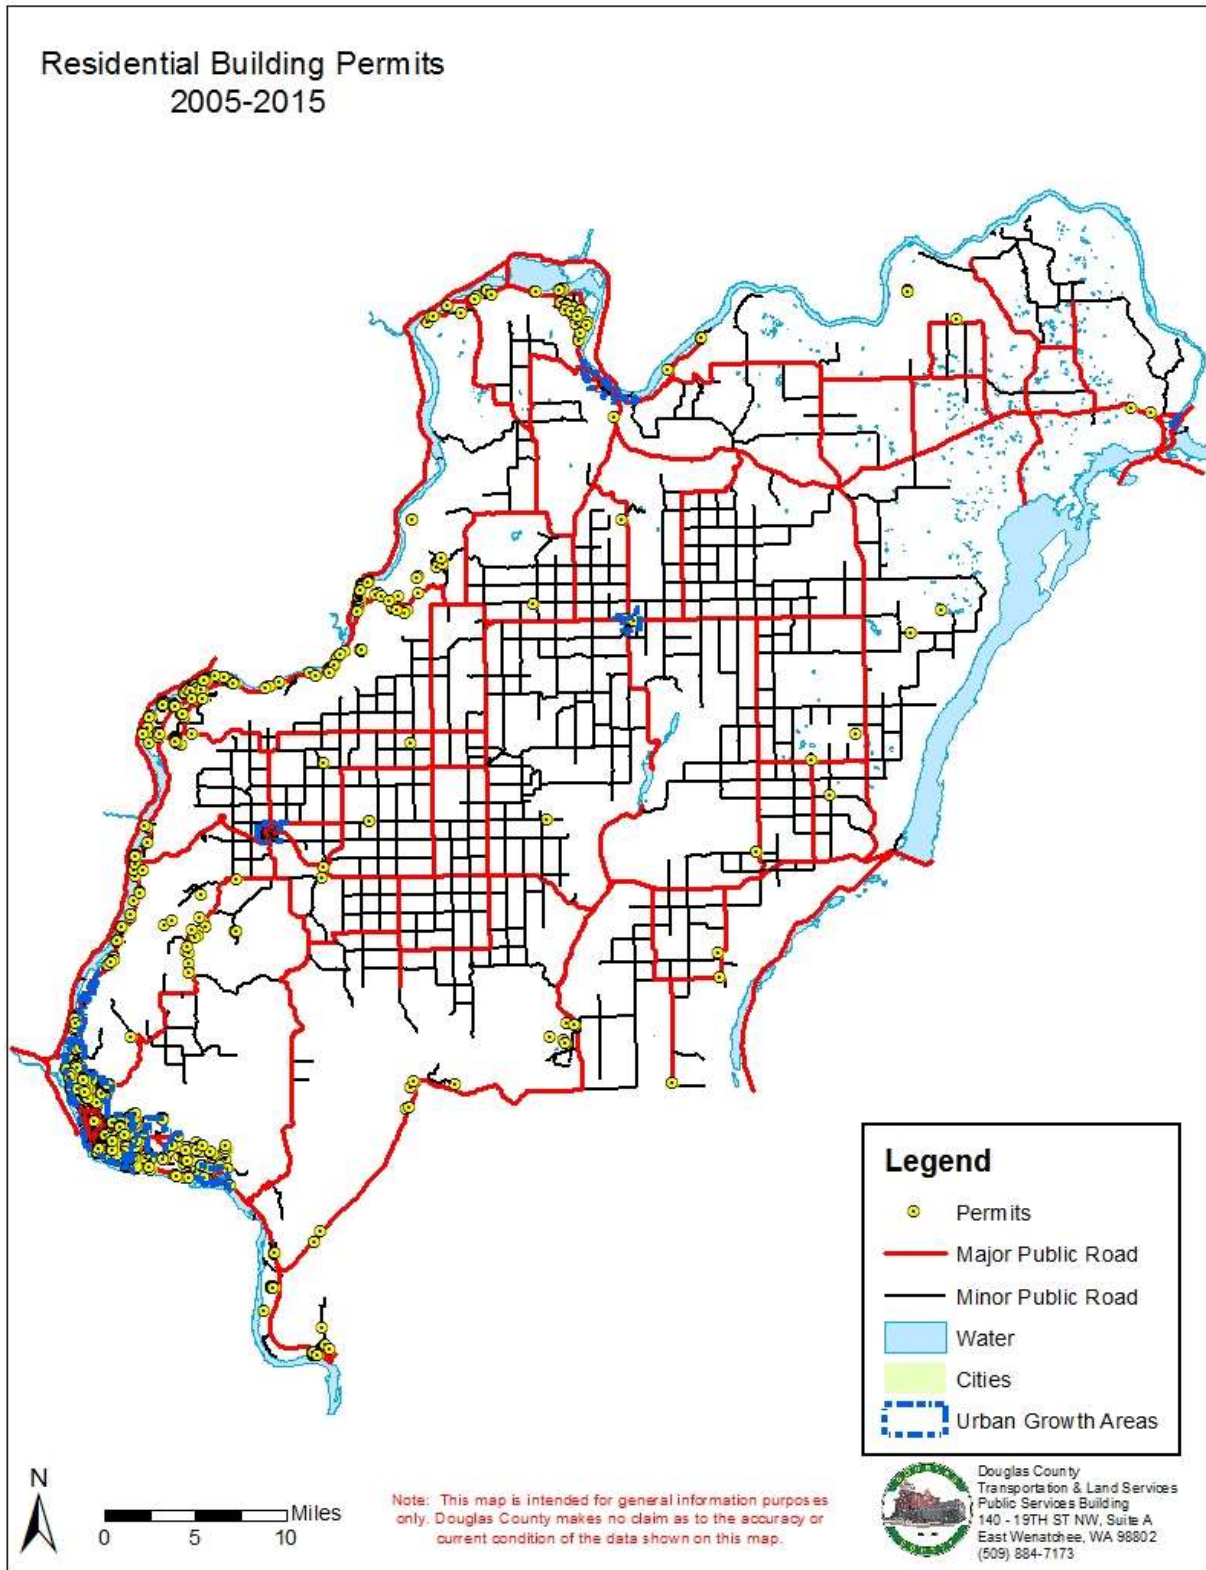 Residential Building Permits
2005-2015
Legend
Permits
Major Public Road
Minor Public Road
Water
Cities
Urban Growth Areas
N
Miles
0 5 10
Note: This map is intended for general information purposes
only. Douglas County makes no claim as to the accuracy or
current condition of the data shown on this map.
Douglas County
Transportation & Land Services
Public Services Building
140 - 19TH ST NW, Suite A
East Wenatchee, WA 98802
(509) 884-7173